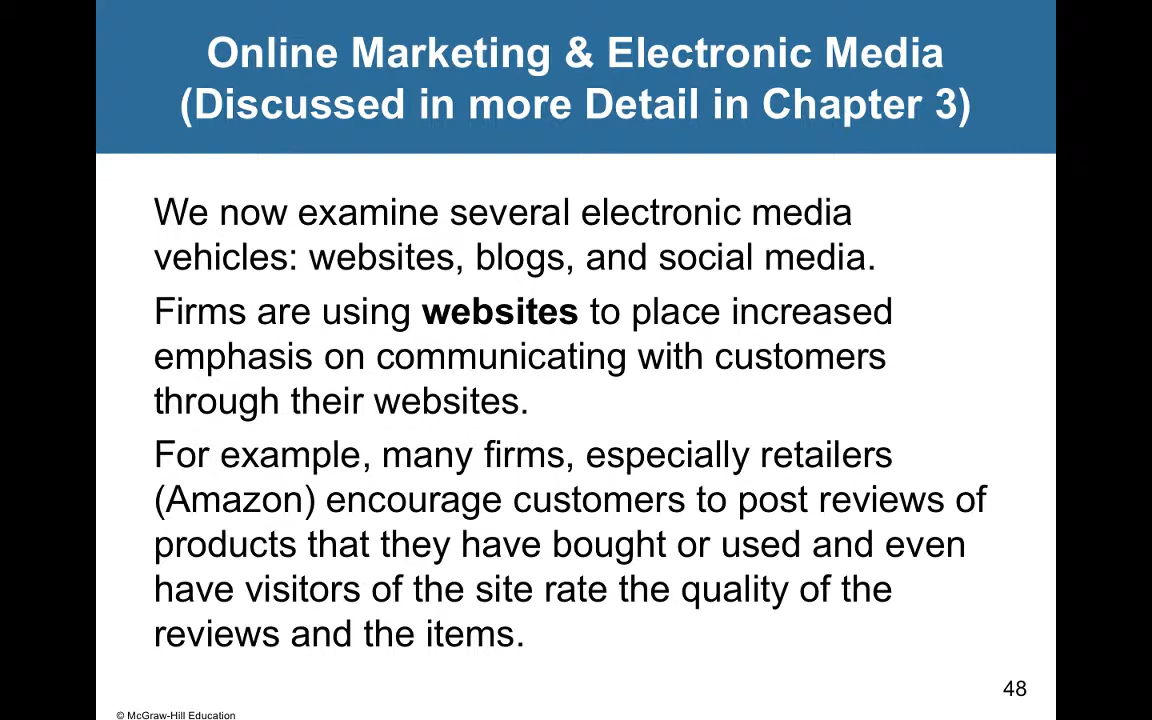 Online Marketing & Electronic Media
(Discussed in more Detail in Chapter 3)
We now examine several electronic media
vehicles: websites, blogs, and social media.
Firms are using websites to place increased
emphasis on communicating with customers
through their websites.
For example, many firms, especially retailers
(Amazon) encourage customers to post reviews of
products that they have bought or used and even
have visitors of the site rate the quality of the
reviews and the items.
48
© McGraw-Hill Education